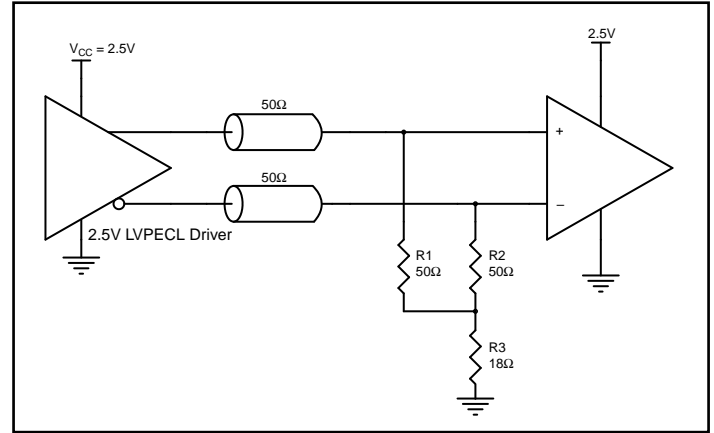 2.5V
V_CC = 2.5V
50Ω
+
50Ω
–
2.5V LVPECL Driver
R1
50Ω
R2
50Ω
R3
18Ω